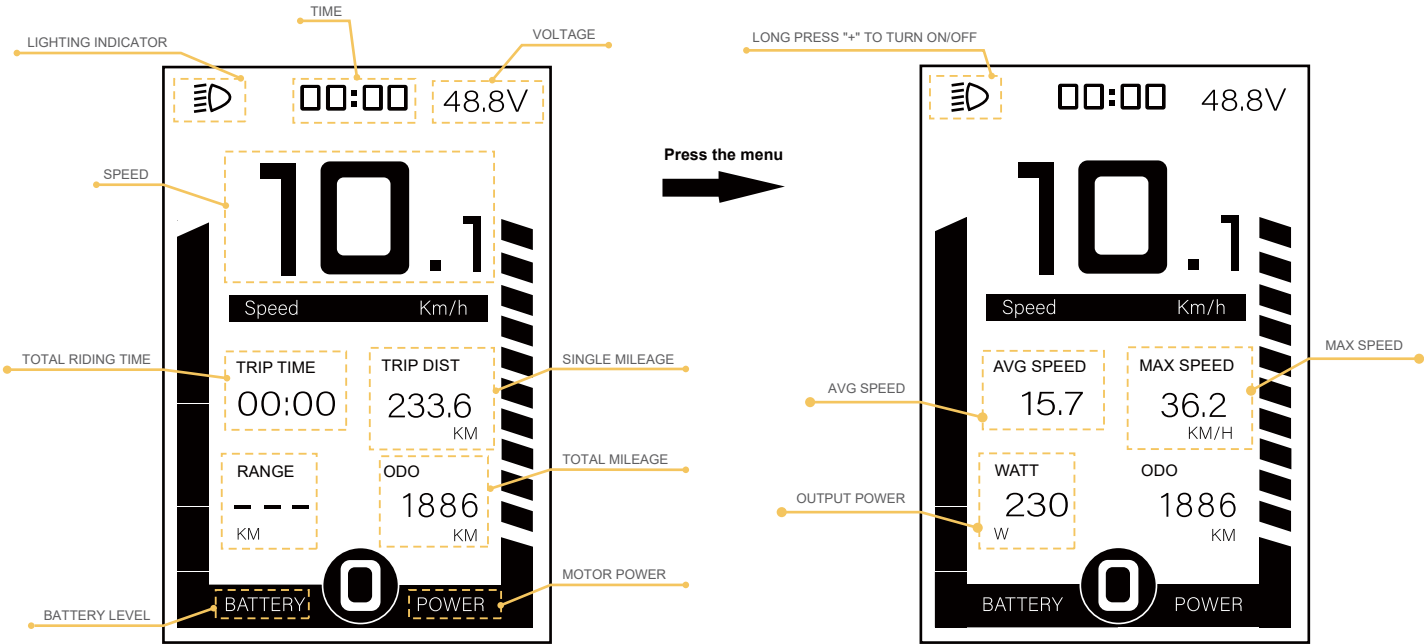 TIME
LIGHTING INDICATOR
VOLTAGE
00:00
48.8V
SPEED
10.1
Speed Km/h
TOTAL RIDING TIME
TRIP TIME
00:00
TRIP DIST
233.6
KM
SINGLE MILEAGE
RANGE
---
KM
ODO
1886
KM
TOTAL MILEAGE
MOTOR POWER
BATTERY LEVEL
BATTERY
0
POWER
Press the menu
LONG PRESS "+" TO TURN ON/OFF
00:00
48.8V
10.1
Speed Km/h
MAX SPEED
AVG SPEED
AVG SPEED
15.7
MAX SPEED
36.2
KM/H
OUTPUT POWER
WATT
230
W
ODO
1886
KM
BATTERY
0
POWER